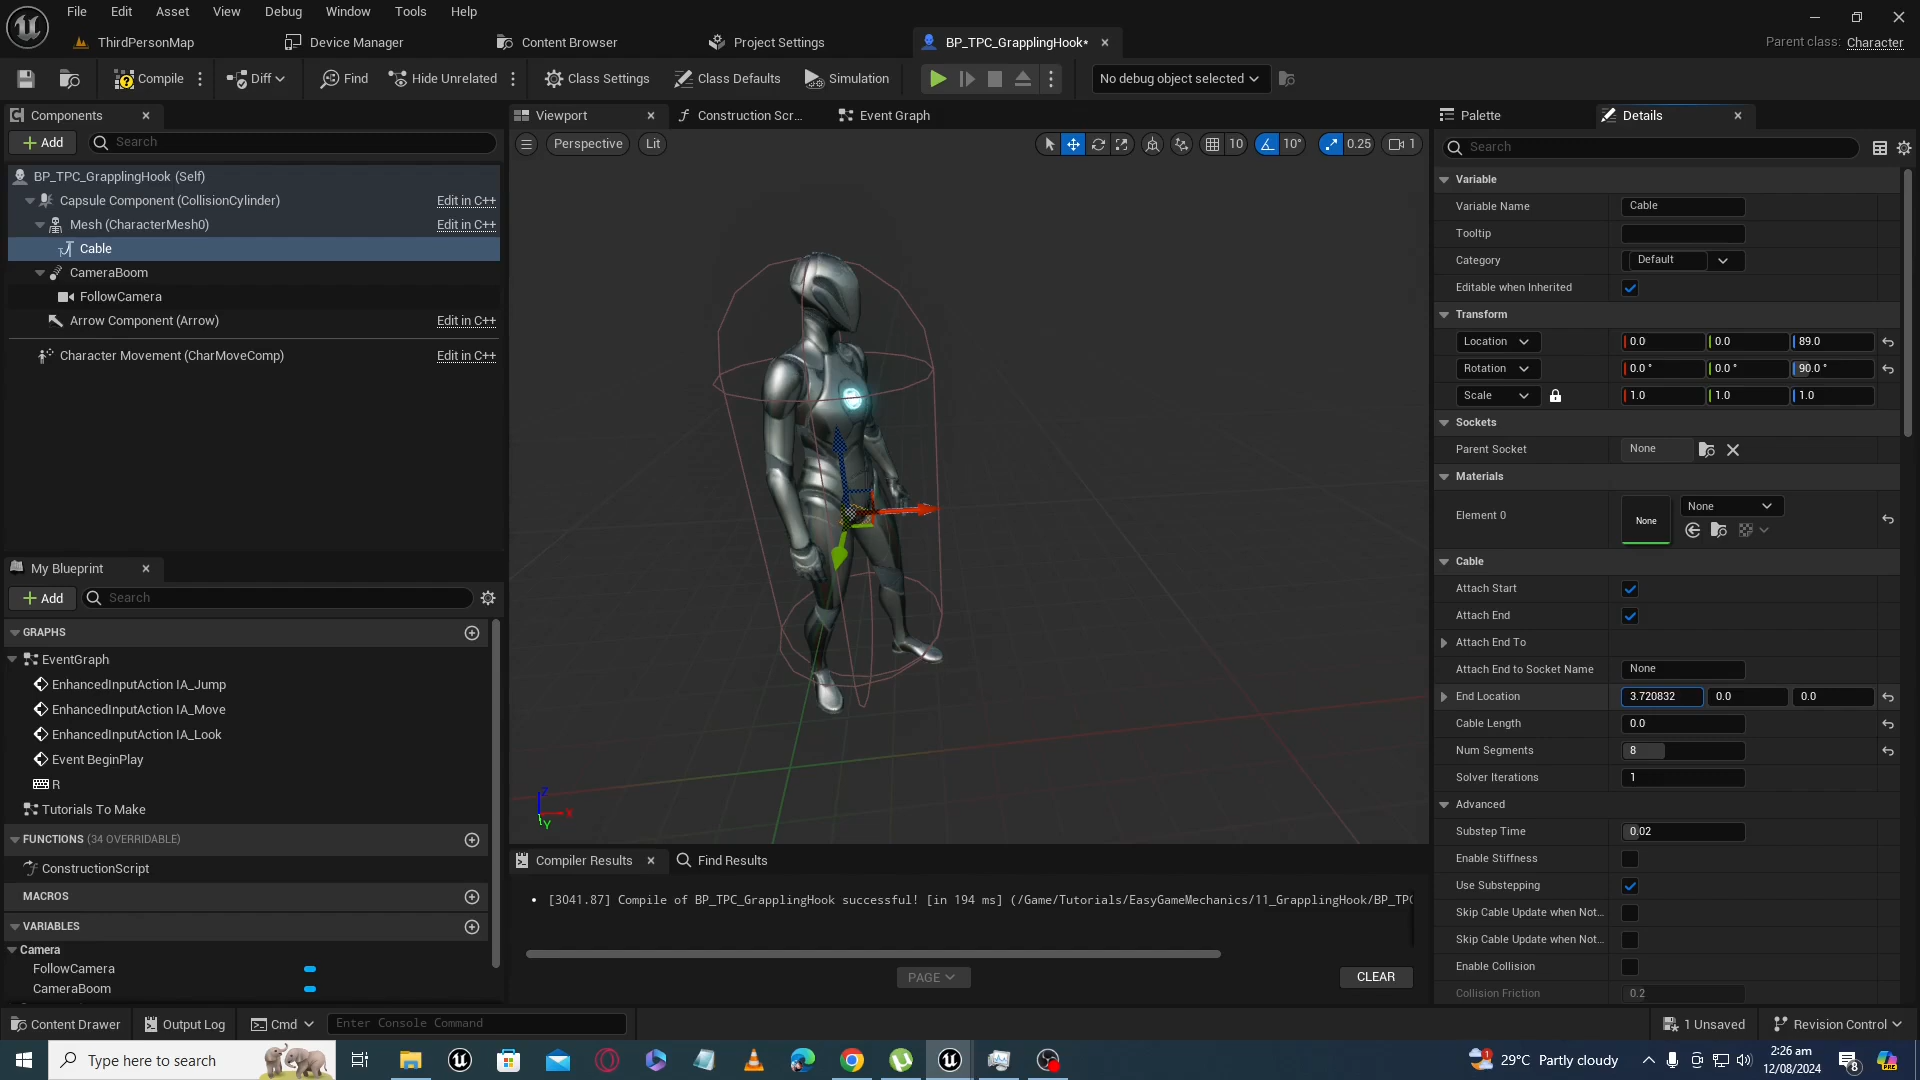 File Edit Asset View Debug Window Tools Help
ThirdPersonMap Device Manager Content Browser Project Settings BP_TPC_GrapplingHook* Parent class: Character
Compile Diff Find Hide Unrelated Class Settings Class Defaults Simulation No debug object selected
Components
Add Search
BP_TPC_GrapplingHook (Self)
Capsule Component (CollisionCylinder) Edit in C++
Mesh (CharacterMesh0) Edit in C++
Cable
CameraBoom
FollowCamera
Arrow Component (Arrow) Edit in C++
Character Movement (CharMoveComp) Edit in C++
My Blueprint
Add Search
GRAPHS
EventGraph
EnhancedInputAction IA_Jump
EnhancedInputAction IA_Move
EnhancedInputAction IA_Look
Event BeginPlay
R
Tutorials To Make
FUNCTIONS (34 OVERRIDABLE)
ConstructionScript
MACROS
VARIABLES
Camera
FollowCamera
CameraBoom
Viewport Construction Scr... Event Graph
Perspective Lit 10 10° 0.25 1
Z
X
Y
Compiler Results Find Results
[3041.87] Compile of BP_TPC_GrapplingHook successful! [in 194 ms] (/Game/Tutorials/EasyGameMechanics/11_GrapplingHook/BP_TPC
PAGE CLEAR
Palette Details
Search
Variable
Variable Name Cable
Tooltip
Category Default
Editable when Inherited
Transform
Location 0.0 0.0 89.0
Rotation 0.0 ° 0.0 ° 90.0 °
Scale 1.0 1.0 1.0
Sockets
Parent Socket None
Materials
Element 0 None None
Cable
Attach Start
Attach End
Attach End To
Attach End to Socket Name None
End Location 3.720832 0.0 0.0
Cable Length 0.0
Num Segments 8
Solver Iterations 1
Advanced
Substep Time 0.02
Enable Stiffness
Use Substepping
Skip Cable Update when Not...
Skip Cable Update when Not...
Enable Collision
Collision Friction 0.2
Content Drawer Output Log Cmd Enter Console Command 1 Unsaved Revision Control
Type here to search 29°C Partly cloudy 2:26 am
12/08/2024 8